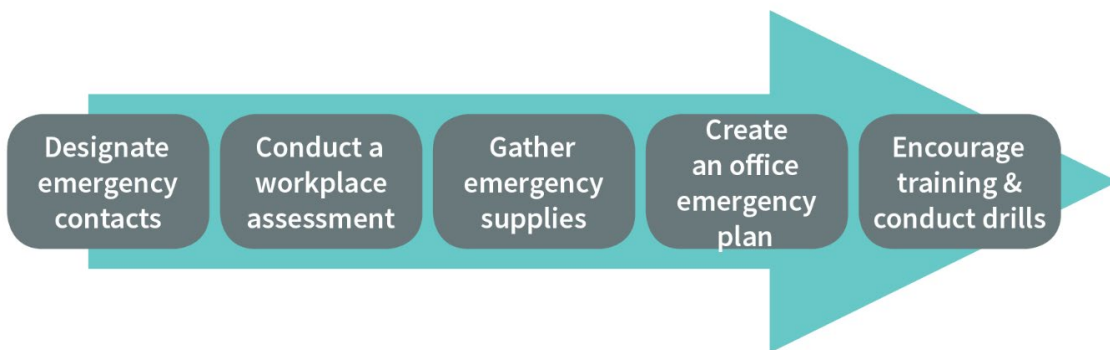 Designate
emergency
contacts
Conduct a
workplace
assessment
Gather
emergency
supplies
Create
an office
emergency
plan
Encourage
training &
conduct drills